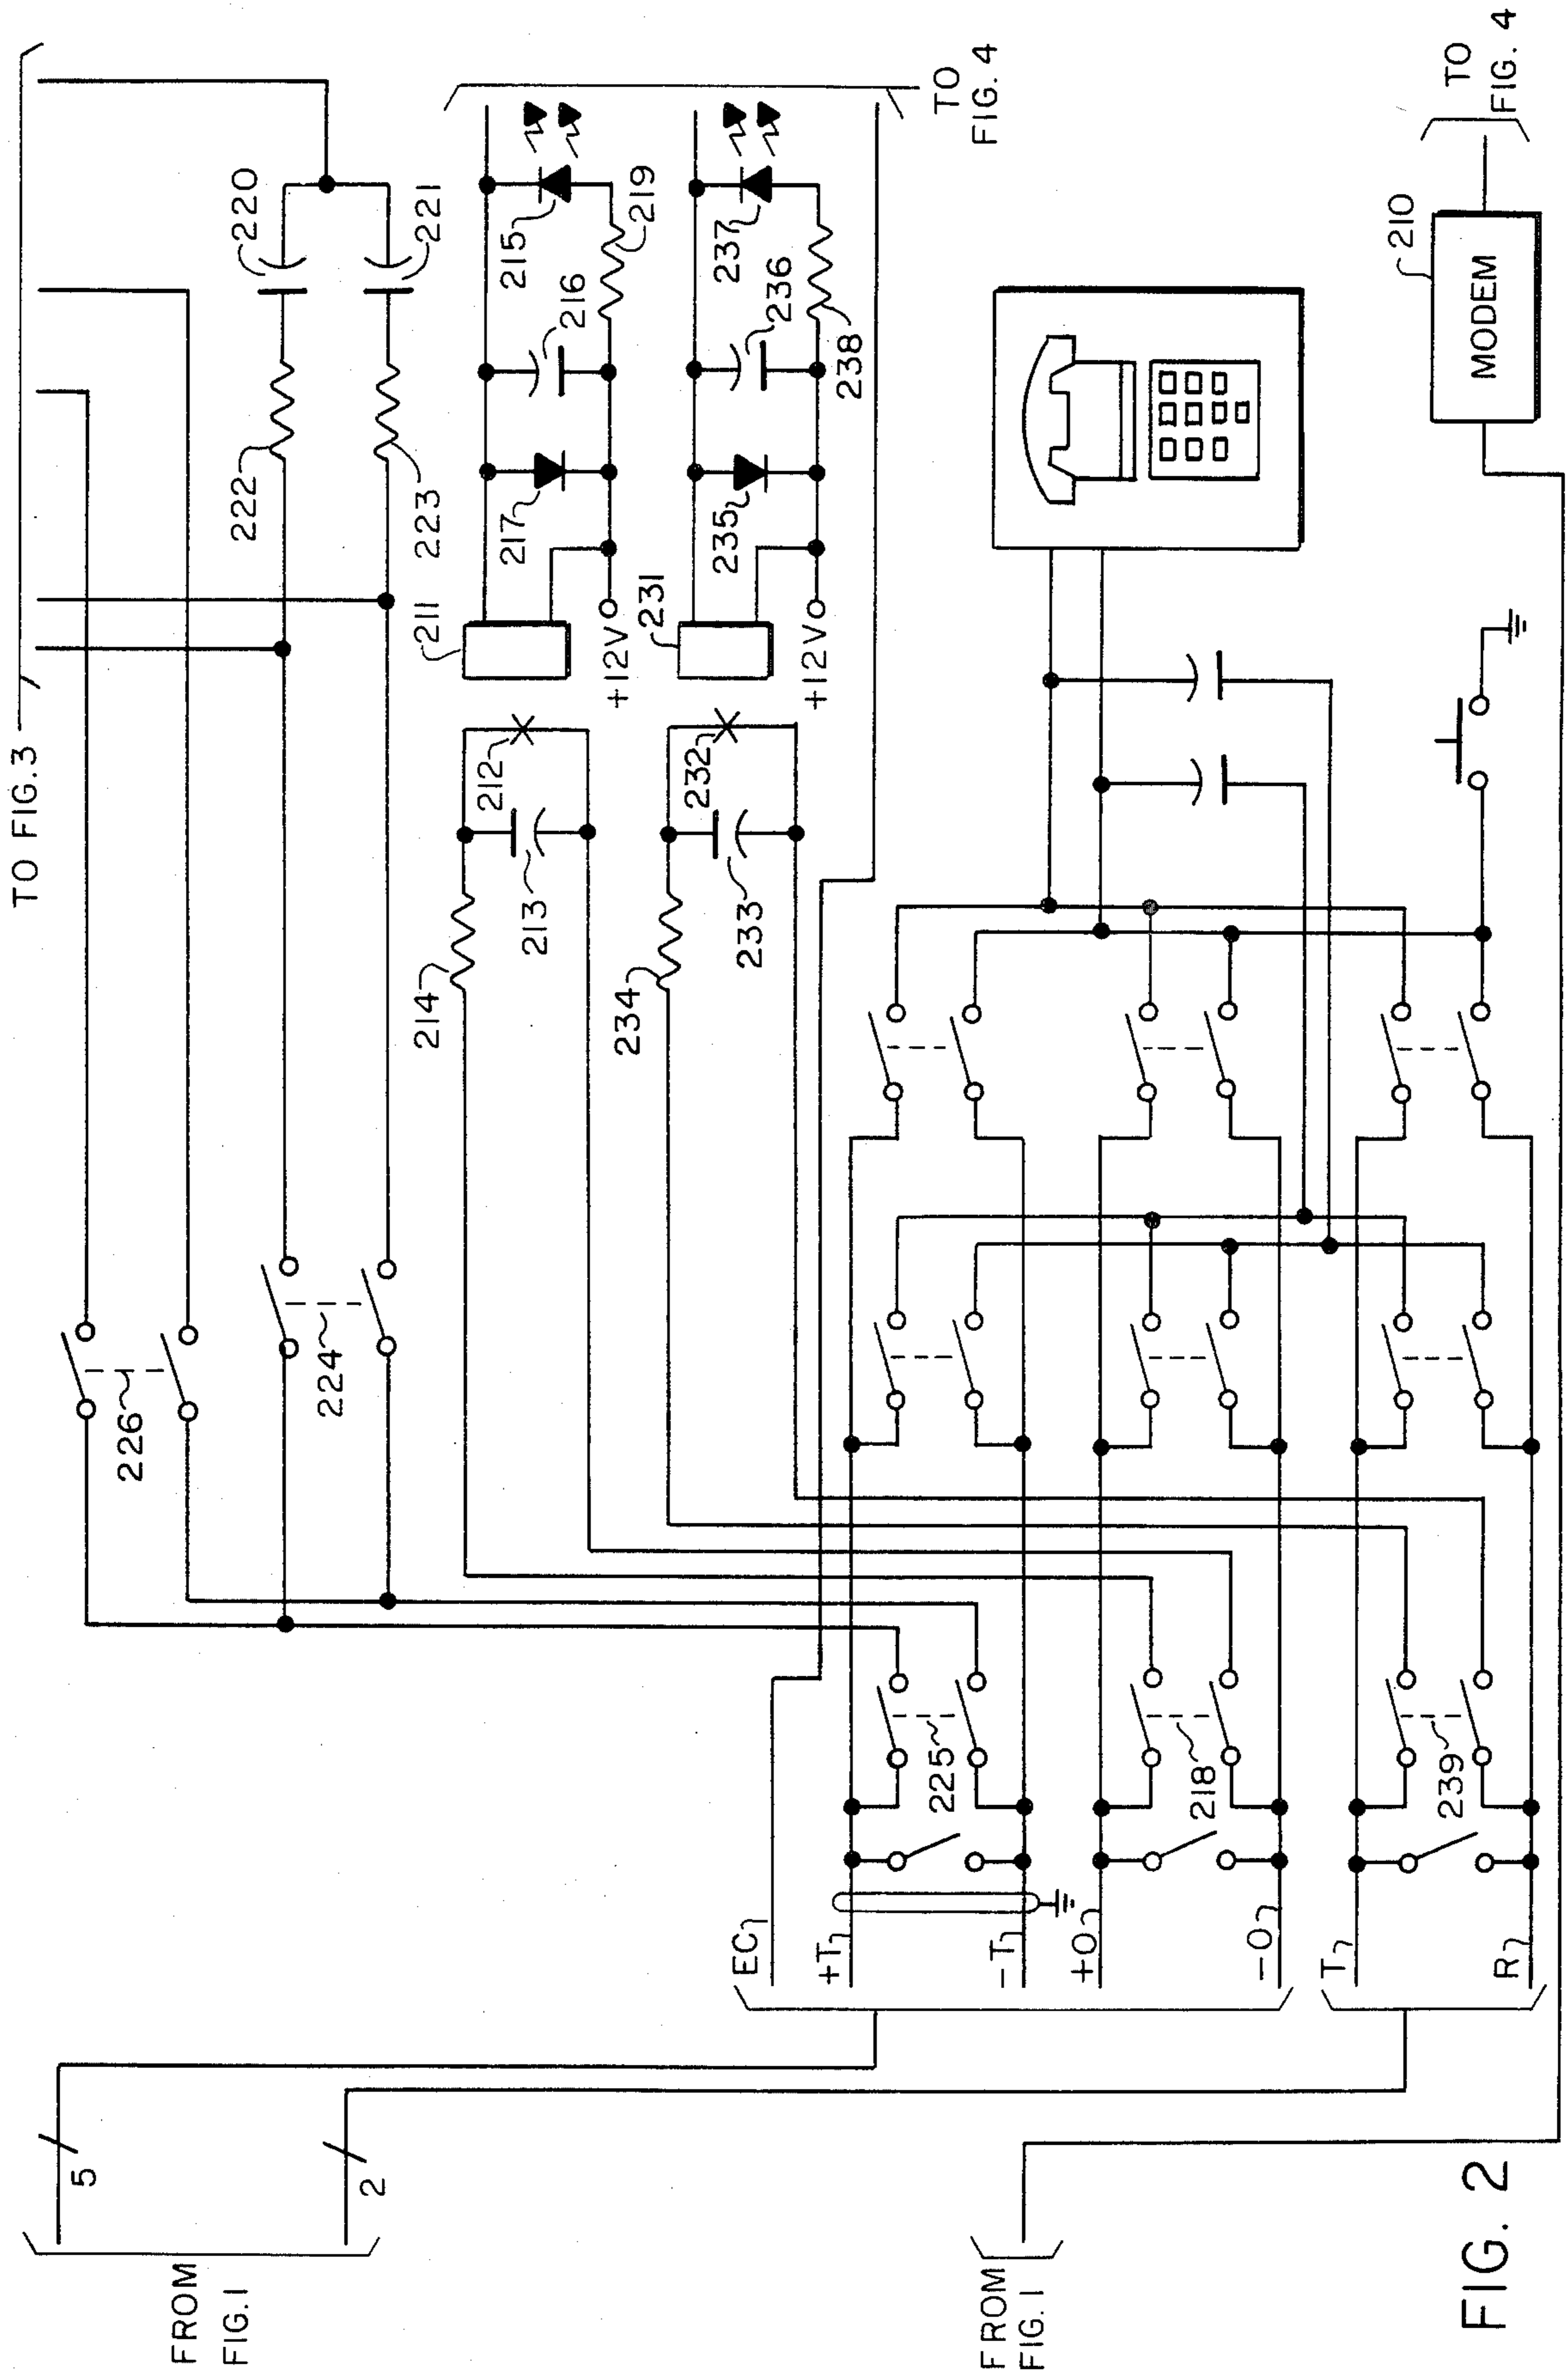 TO FIG.3
220
221
222
223
226
224
TO
FIG. 4
211
217
216
215
219
+12V
212
213
214
231
235
236
237
238
+12V
232
233
234
EC
+T
-T
+O
-O
T
R
225
218
239
210
MODEM
TO
FIG. 4
5
2
FROM
FIG. 1
FROM
FIG. 1
FIG. 2